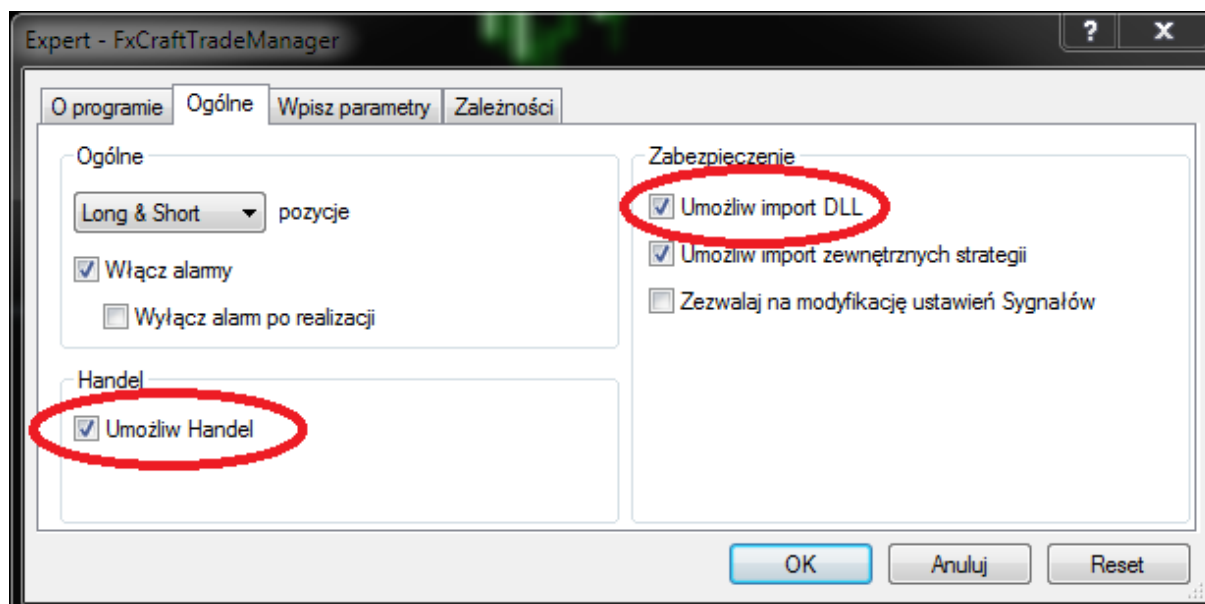 Expert - FxCraftTradeManager
?
x
O programie
Ogólne
Wpisz parametry
Zależności
Ogólne
Long & Short
pozycje
Włącz alarmy
Wyłącz alarm po realizacji
Handel
Umożliw Handel
Zabezpieczenie
Umożliw import DLL
Umożliw import zewnętrznych strategii
Zezwalaj na modyfikację ustawień Sygnałów
OK
Anuluj
Reset